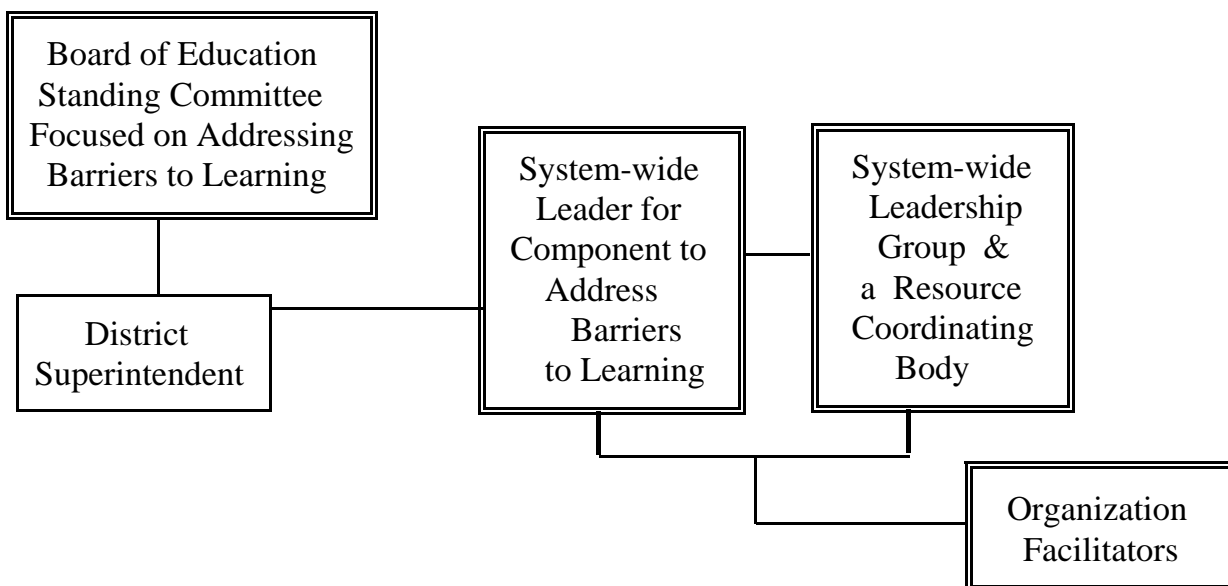 Board of Education
Standing Committee
Focused on Addressing
Barriers to Learning
District
Superintendent
System-wide
Leader for
Component to
Address
Barriers
to Learning
System-wide
Leadership
Group &
a Resource
Coordinating
Body
Organization
Facilitators